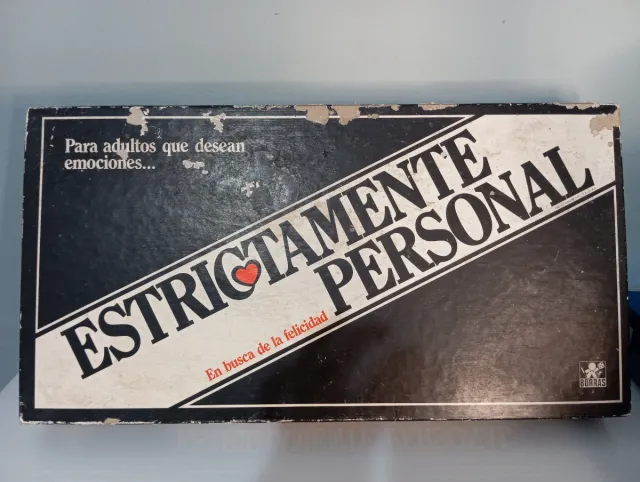 Para adultos que desean
emociones...
ESTRICTAMENTE
PERSONAL
En busca de la felicidad
BORRAS